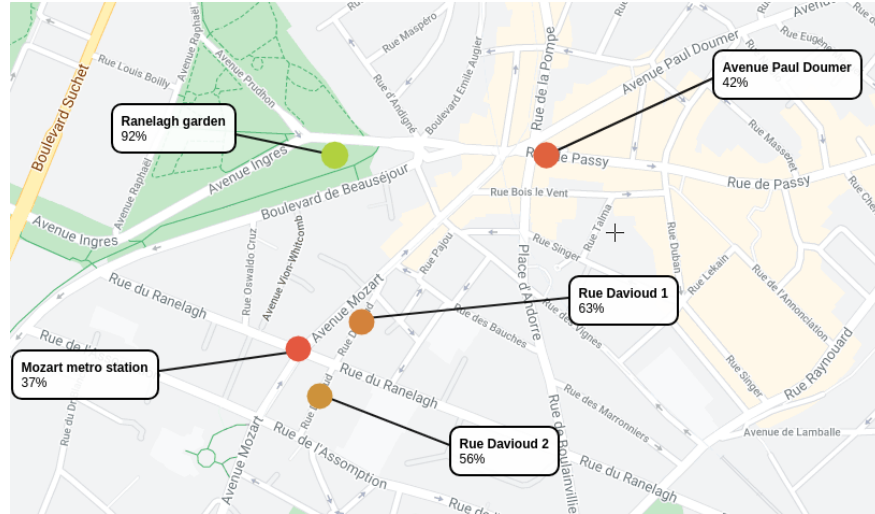 Avenue Raphaël
Rue Maspéro
Avenue Paul Doumer
Rue Louis Boilly
Avenue Prudhon
Rue d'Andigné
Boulevard Emile Augier
Rue de la Pompe
Boulevard Suchet
Avenue Paul Doumer
42%
Ranelagh garden
92%
Rue Massenet
Avenue Ingres
Avenue Raphaël
Boulevard de Beauséjour
Rue de Passy
Rue de Passy
Rue Bois le Vent
Avenue Ingres
Rue Oswaldo Cruz
Avenue Vion-Whitcomb
Rue Pajou
Rue Singer
Rue Talma
Rue Duban
Rue Lekain
Rue de l'Annonciation
Place d'Andorre
Rue du Ranelagh
Avenue Mozart
Rue Davioud 1
63%
Rue des Bauches
Rue des Vignes
Mozart metro station
37%
Rue du Ranelagh
Rue Singer
Rue Raynouard
Rue des Marronniers
Avenue Mozart
Rue de l'Assomption
Rue Davioud 2
56%
Rue de Boulainvilliers
Rue du Ranelagh
Avenue de Lamballe